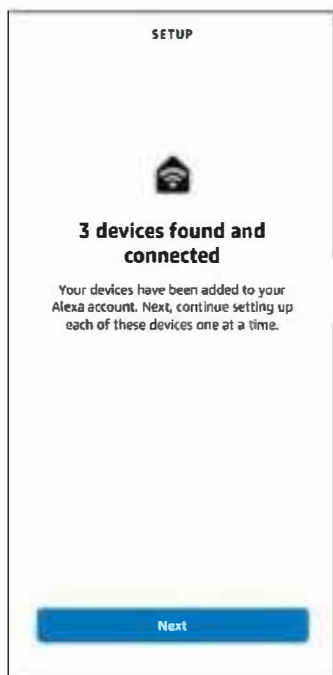 SETUP
3 devices found and
connected
Your devices have been added to your
Alexa account. Next, continue setting up
each of these devices one at a time.
Next